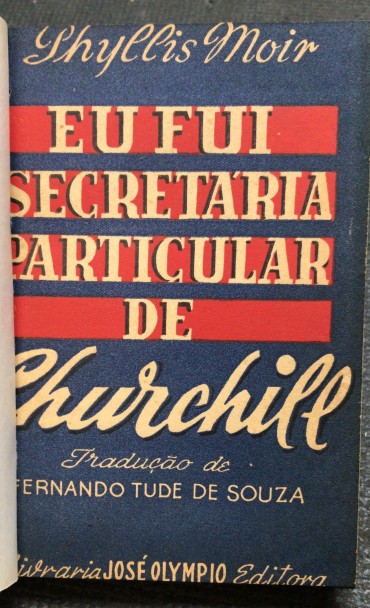 Phyllis Moir
EU FUI
SECRETÁRIA
PARTICULAR
DE
Churchill
Tradução de
FERNANDO TUDE DE SOUZA
Livraria JOSÉ OLYMPIO Editora